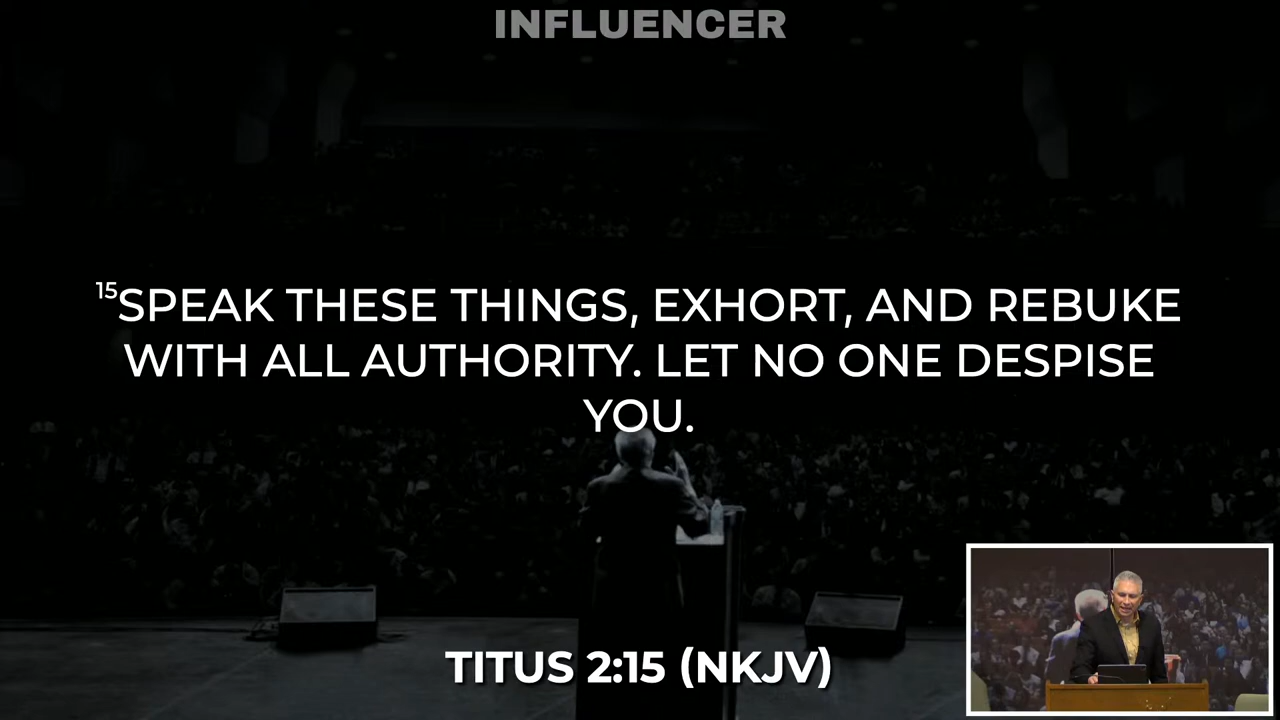 INFLUENCER
15SPEAK THESE THINGS, EXHORT, AND REBUKE
WITH ALL AUTHORITY. LET NO ONE DESPISE
YOU.
TITUS 2:15 (NKJV)